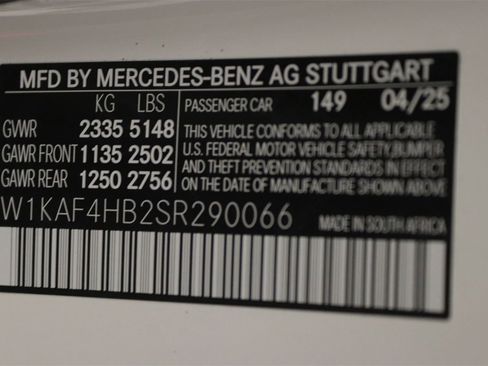 MFD BY MERCEDES-BENZ AG STUTTGART
KG LBS PASSENGER CAR 149 04/25
GVWR 2335 5148
GAWR FRONT 1135 2502
GAWR REAR 1250 2756
THIS VEHICLE CONFORMS TO ALL APPLICABLE
U.S. FEDERAL MOTOR VEHICLE SAFETY, BUMPER
AND THEFT PREVENTION STANDARDS IN EFFECT
ON THE DATE OF MANUFACTURE SHOWN ABOVE.
W1KAF4HB2SR290066 MADE IN SOUTH AFRICA